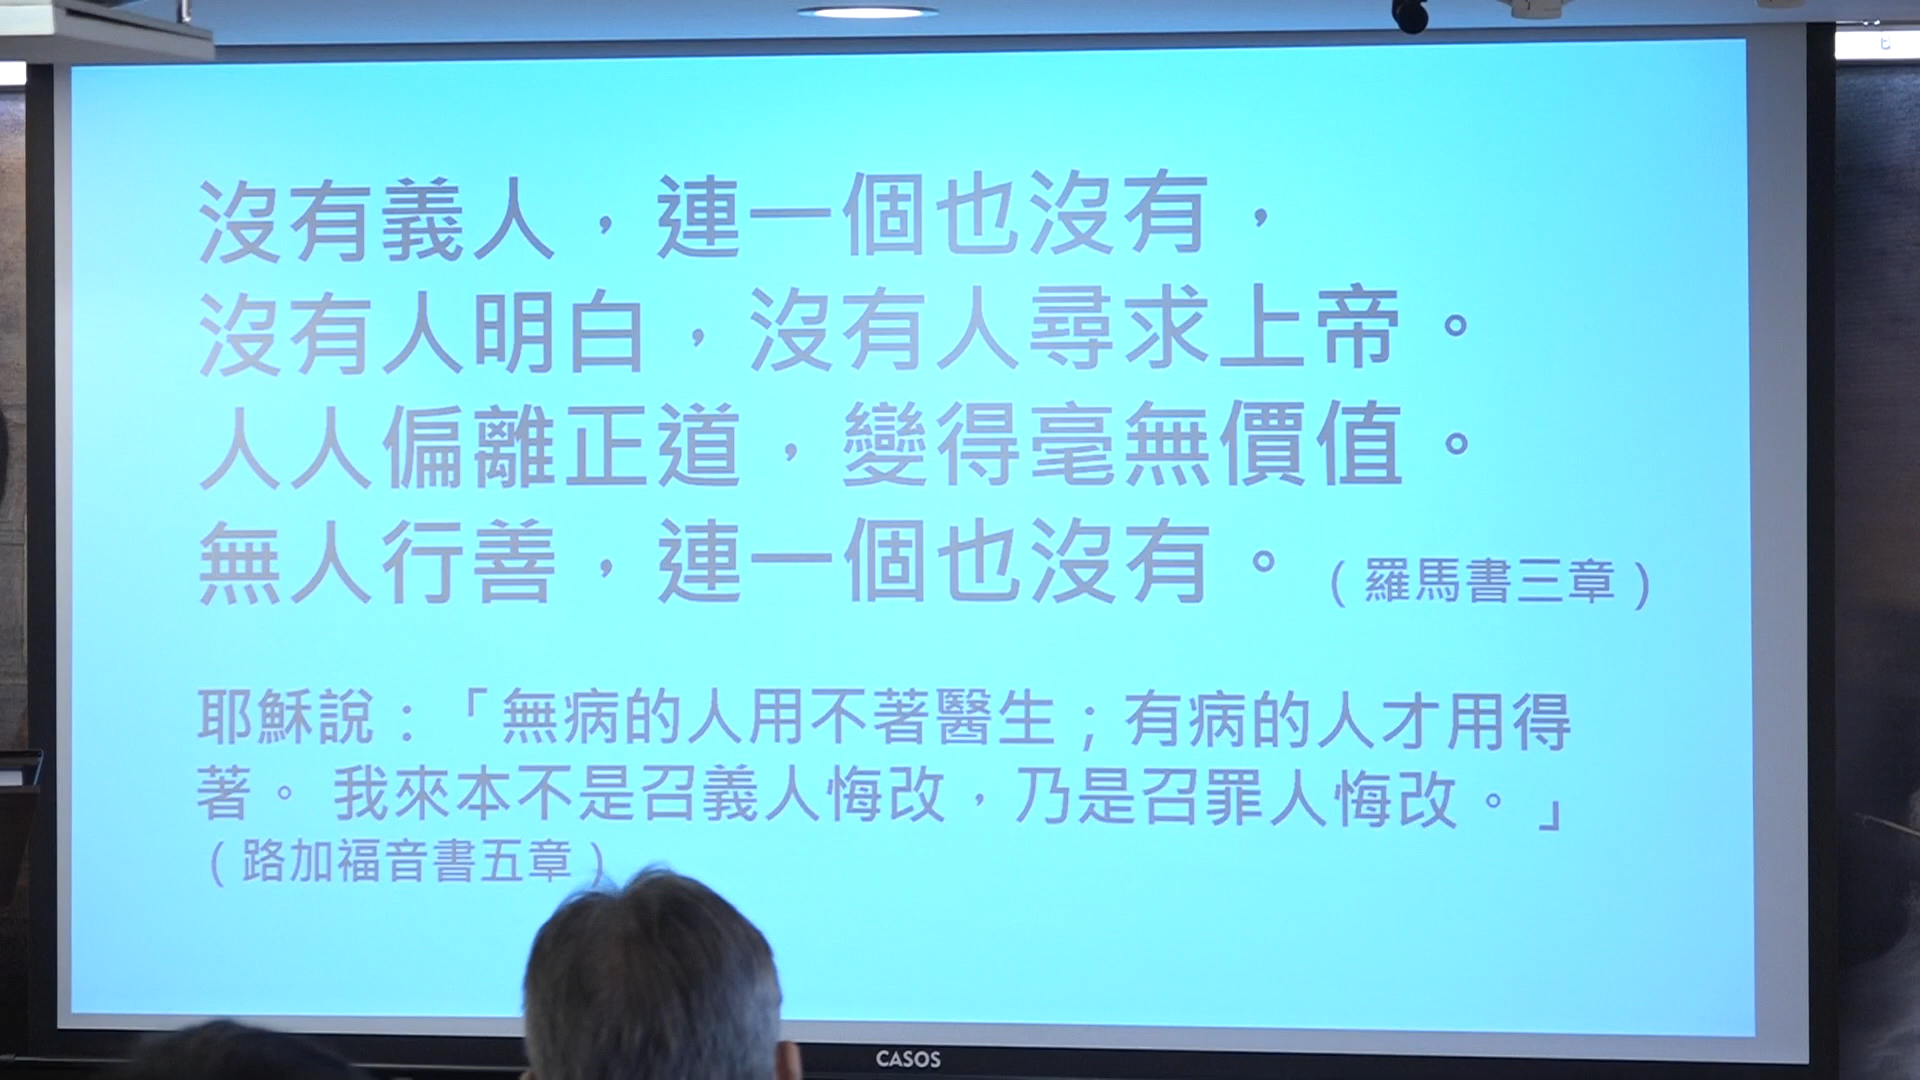 沒有義人，連一個也沒有，
沒有人明白，沒有人尋求上帝。
人人偏離正道，變得毫無價值。
無人行善，連一個也沒有。（羅馬書三章）
耶穌說：「無病的人用不著醫生；有病的人才用得
著。 我來本不是召義人悔改，乃是召罪人悔改。」
（路加福音書五章）
CASOS